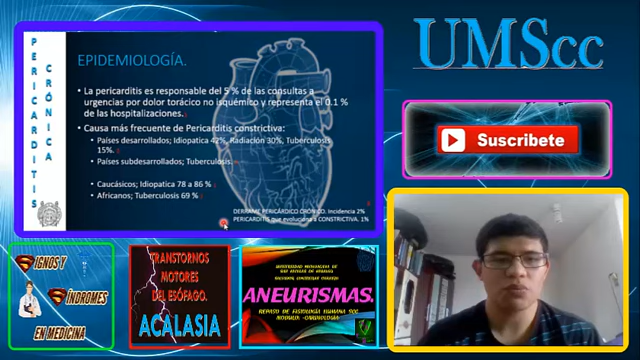 PERICARDITIS
CRÓNICA
EPIDEMIOLOGÍA.
• La pericarditis es responsable del 5 % de las consultas a
urgencias por dolor torácico no isquémico y representa el 0.1 %
de las hospitalizaciones.
• Causa más frecuente de Pericarditis constrictiva:
Países desarrollados; Idiopatica 42%, Radiación 30%, Tuberculosis
15%.
Países subdesarrollados; Tuberculosis.
Caucásicos; Idiopatica 78 a 86 %
Africanos; Tuberculosis 69 %
DERRAME PERICÁRDICO CRÓNICO. Incidencia 2%
PERICARDITIS que evoluciona a CONSTRICTIVA. 1%
UMScc
Suscribete
SIGNOS Y
SÍNDROMES
EN MEDICINA
TRANSTORNOS
MOTORES
DEL ESÓFAGO.
ACALASIA
ANEURISMAS.